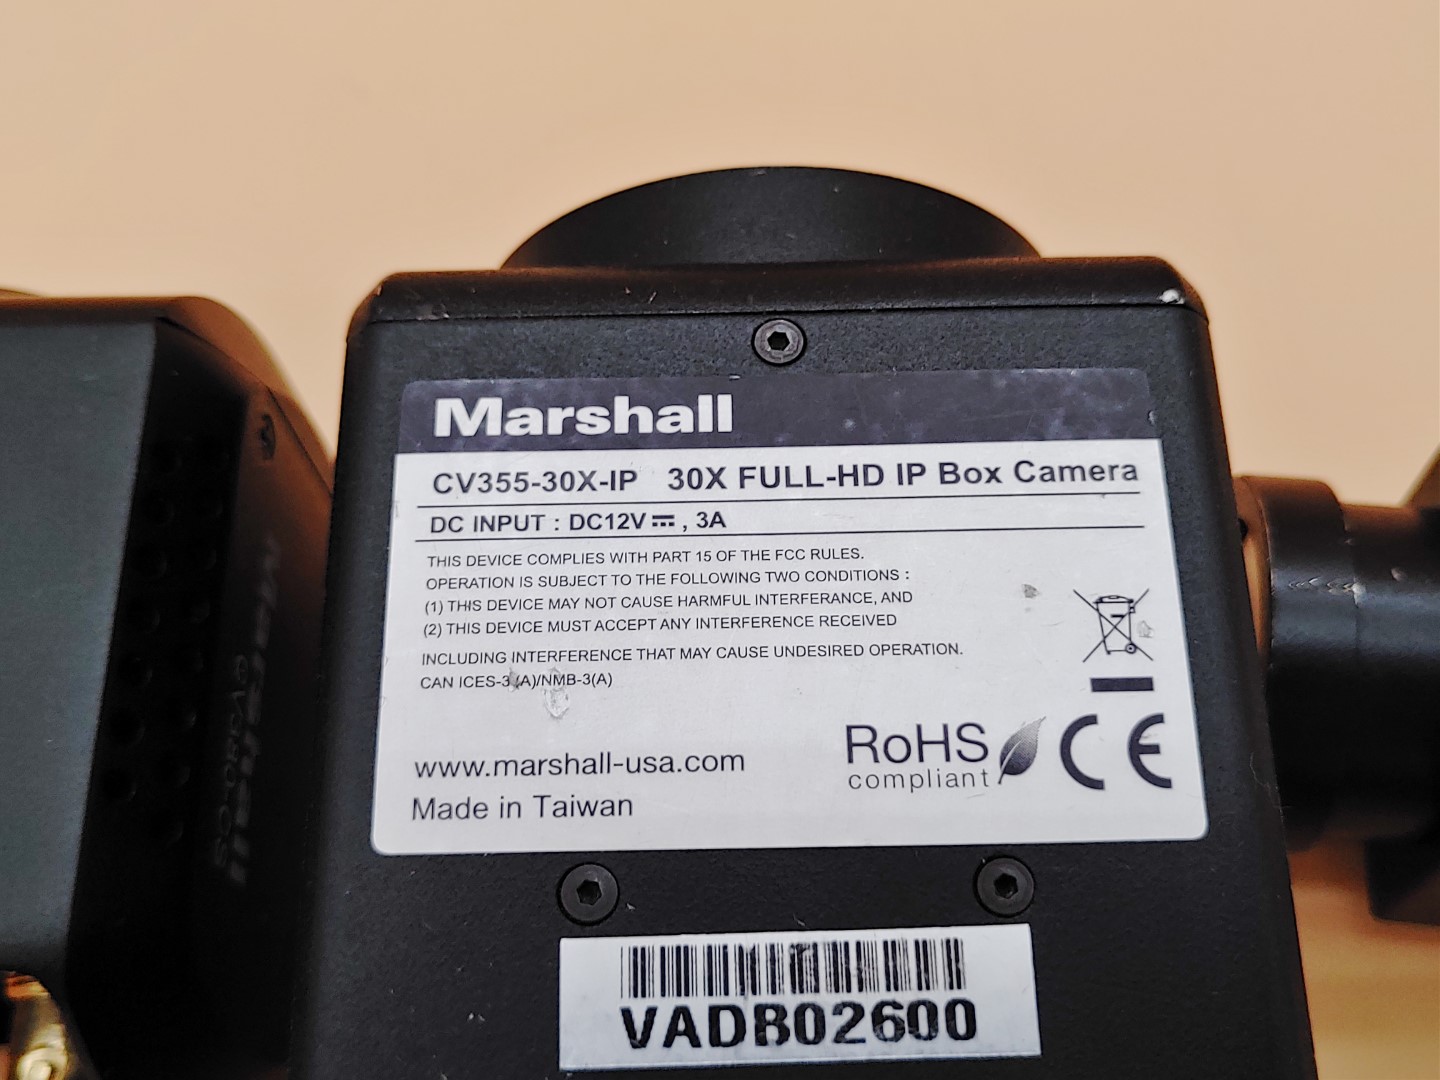 Marshall
CV355-30X-IP 30X FULL-HD IP Box Camera
DC INPUT : DC12V⎓ , 3A
THIS DEVICE COMPLIES WITH PART 15 OF THE FCC RULES.
OPERATION IS SUBJECT TO THE FOLLOWING TWO CONDITIONS :
(1) THIS DEVICE MAY NOT CAUSE HARMFUL INTERFERANCE, AND
(2) THIS DEVICE MUST ACCEPT ANY INTERFERENCE RECEIVED
INCLUDING INTERFERENCE THAT MAY CAUSE UNDESIRED OPERATION.
CAN ICES-3 (A)/NMB-3(A)
RoHS
compliant
CE
www.marshall-usa.com
Made in Taiwan
VADB02600
Marshall